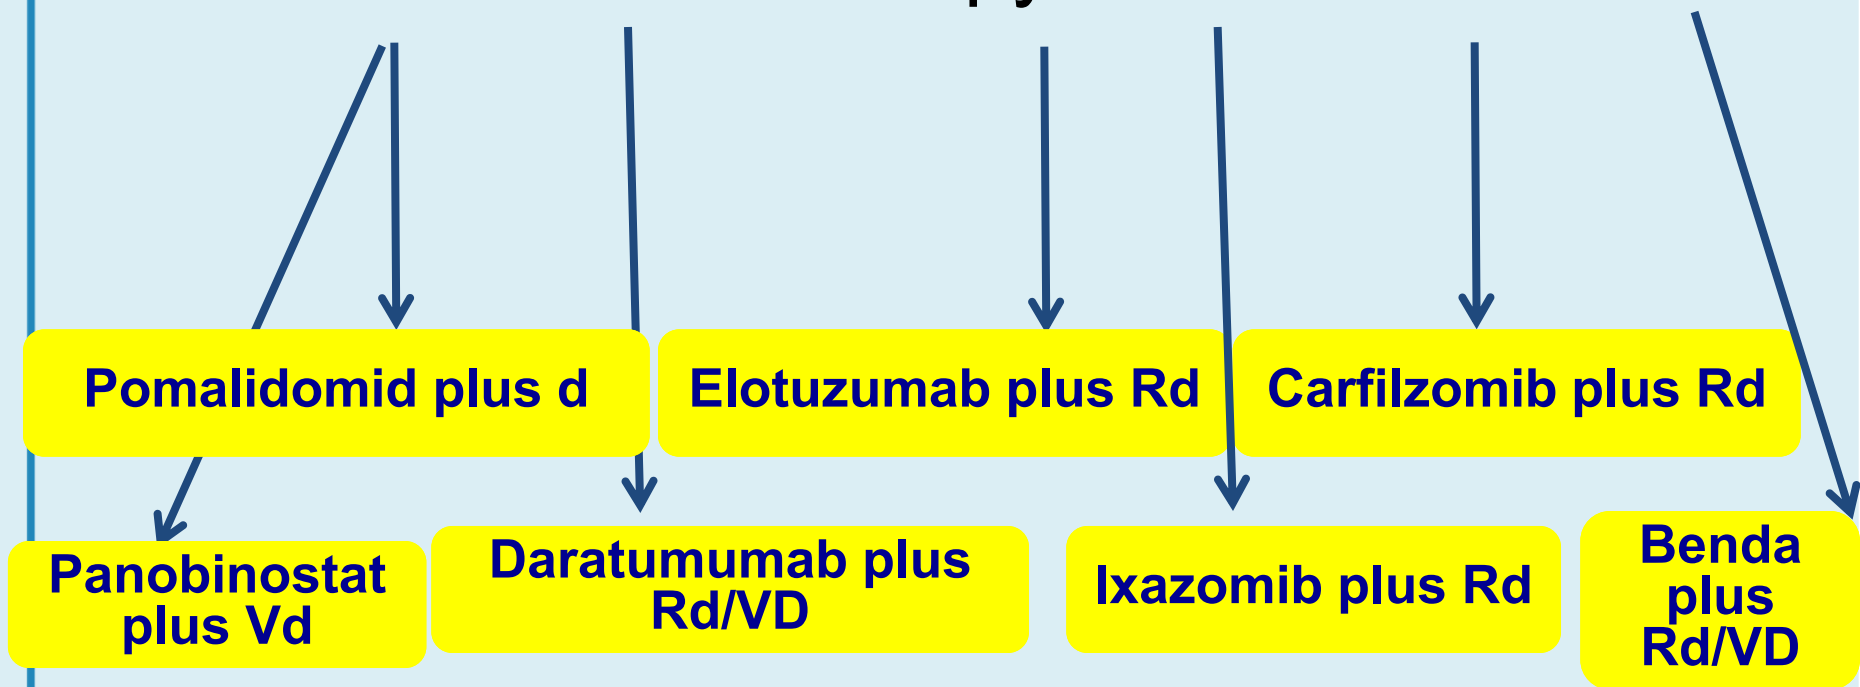 Pomalidomid plus d
Elotuzumab plus Rd
Carfilzomib plus Rd
Panobinostat
plus Vd
Daratumumab plus
Rd/VD
Ixazomib plus Rd
Benda
plus
Rd/VD